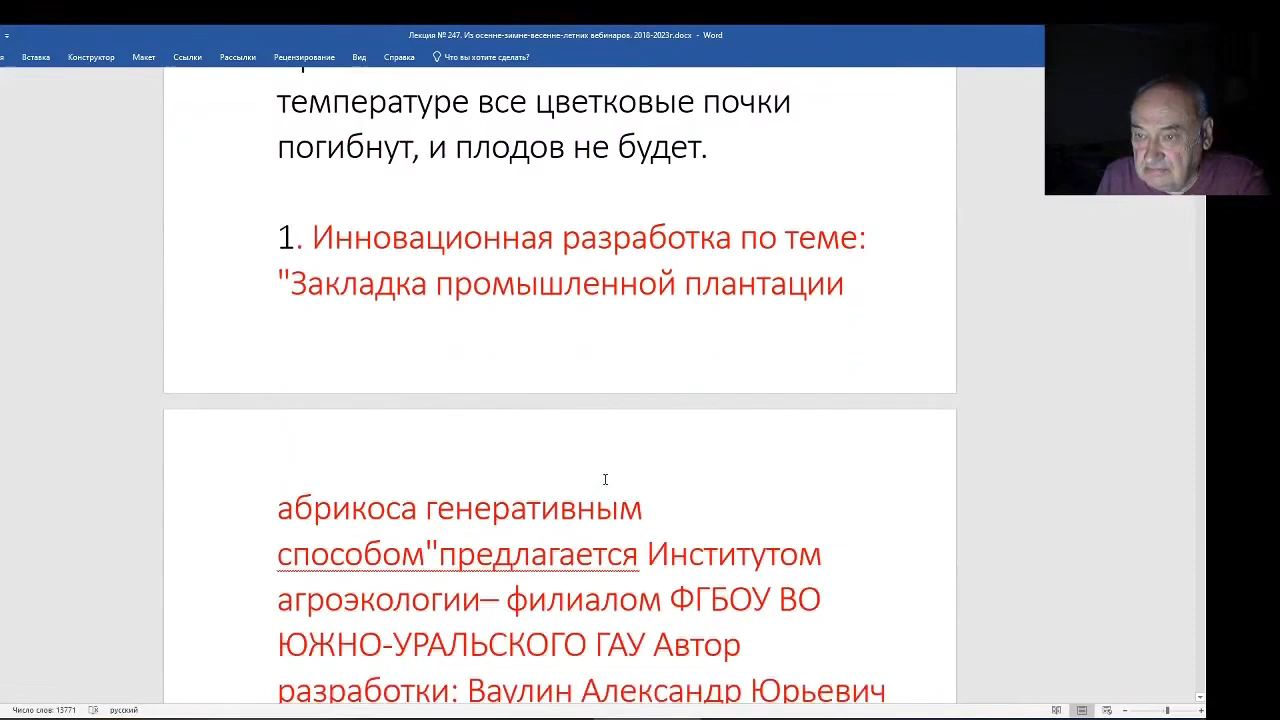 Лекция № 247. Из осенне-зимне-весенне-летних вебинаров. 2018-2023г.docx - Word
Вставка Конструктор Макет Ссылки Рассылки Рецензирование Вид Справка Что вы хотите сделать?
температуре все цветковые почки
погибнут, и плодов не будет.
1. Инновационная разработка по теме:
"Закладка промышленной плантации
абрикоса генеративным
способом"предлагается Институтом
агроэкологии– филиалом ФГБОУ ВО
ЮЖНО-УРАЛЬСКОГО ГАУ Автор
разработки: Ваулин Александр Юрьевич
Число слов: 13771 русский